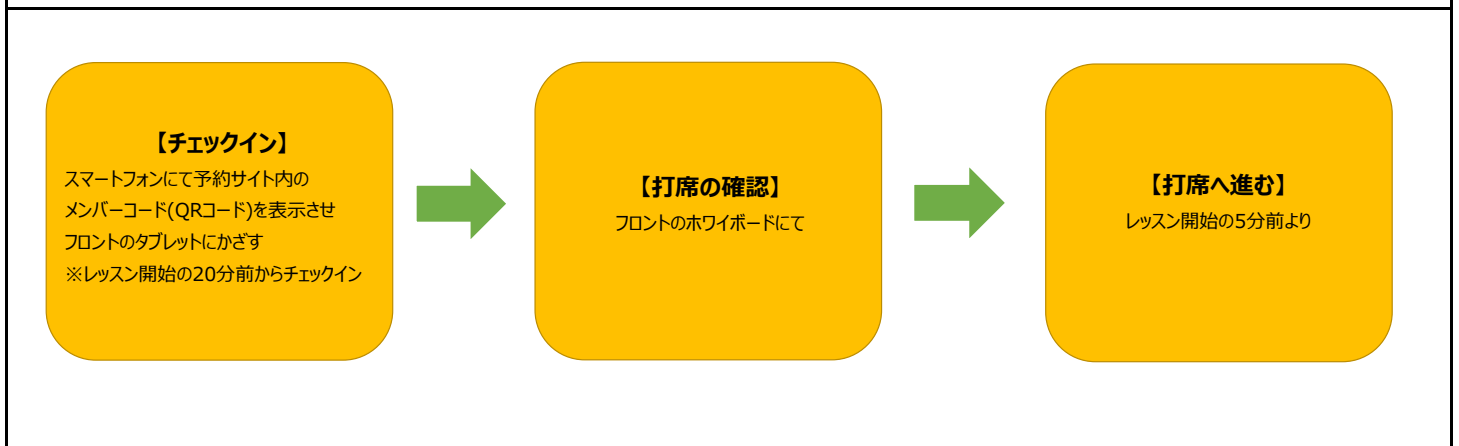 【チェックイン】
スマートフォンにて予約サイト内の
メンバーコード(QRコード)を表示させ
フロントのタブレットにかざす
※レッスン開始の20分前からチェックイン
【打席の確認】
フロントのホワイボードにて
【打席へ進む】
レッスン開始の5分前より